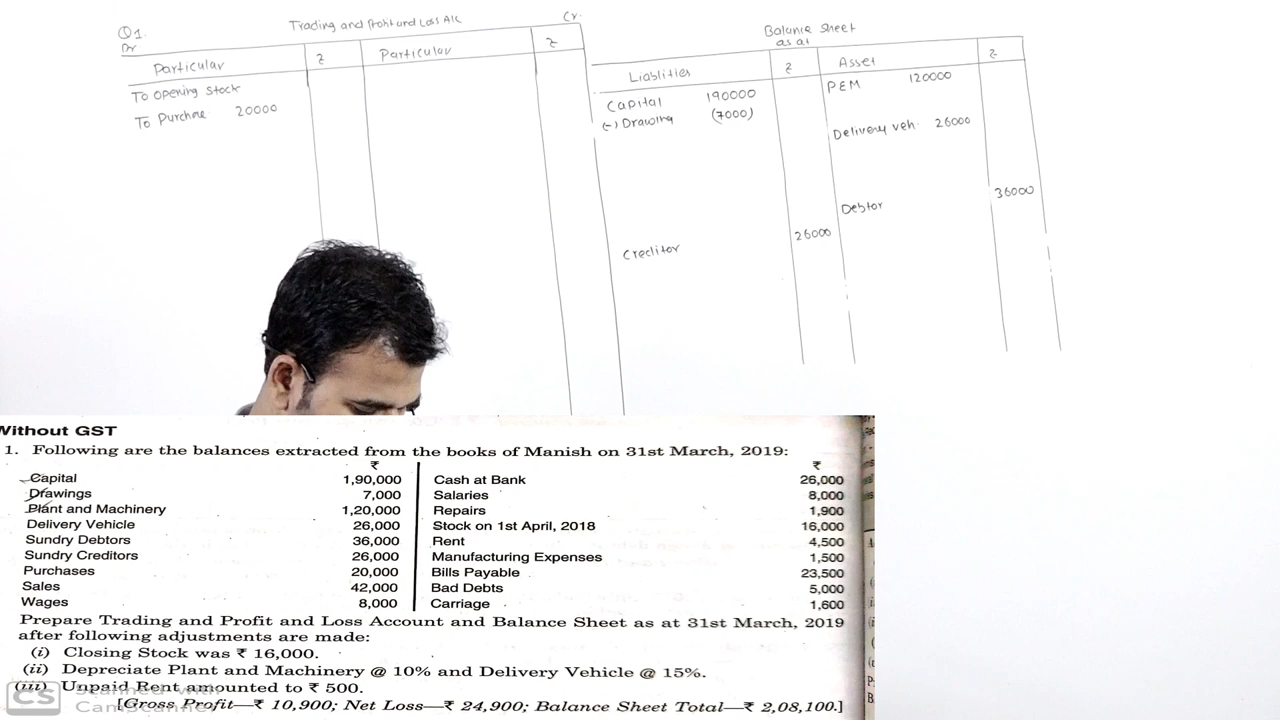 Q1.
Trading and Profit and Loss A/c
Dr
Cr.
Particular ₹ Particular ₹
To Opening Stock
To Purchase 20000
Balance Sheet
as at
Liablities ₹ Asset ₹
Capital 190000
(-) Drawing (7000)
Creditor 26000
P&M 120000
Delivery veh. 26000
Debtor 36000
Without GST
1. Following are the balances extracted from the books of Manish on 31st March, 2019:
₹ ₹
Capital 1,90,000 Cash at Bank 26,000
Drawings 7,000 Salaries 8,000
Plant and Machinery 1,20,000 Repairs 1,900
Delivery Vehicle 26,000 Stock on 1st April, 2018 16,000
Sundry Debtors 36,000 Rent 4,500
Sundry Creditors 26,000 Manufacturing Expenses 1,500
Purchases 20,000 Bills Payable 23,500
Sales 42,000 Bad Debts 5,000
Wages 8,000 Carriage 1,600
Prepare Trading and Profit and Loss Account and Balance Sheet as at 31st March, 2019
after following adjustments are made:
(i) Closing Stock was ₹ 16,000.
(ii) Depreciate Plant and Machinery @ 10% and Delivery Vehicle @ 15%.
(iii) Unpaid Rent amounted to ₹ 500.
[Gross Profit—₹ 10,900; Net Loss—₹ 24,900; Balance Sheet Total—₹ 2,08,100.]
CS Scanned with
CamScanner